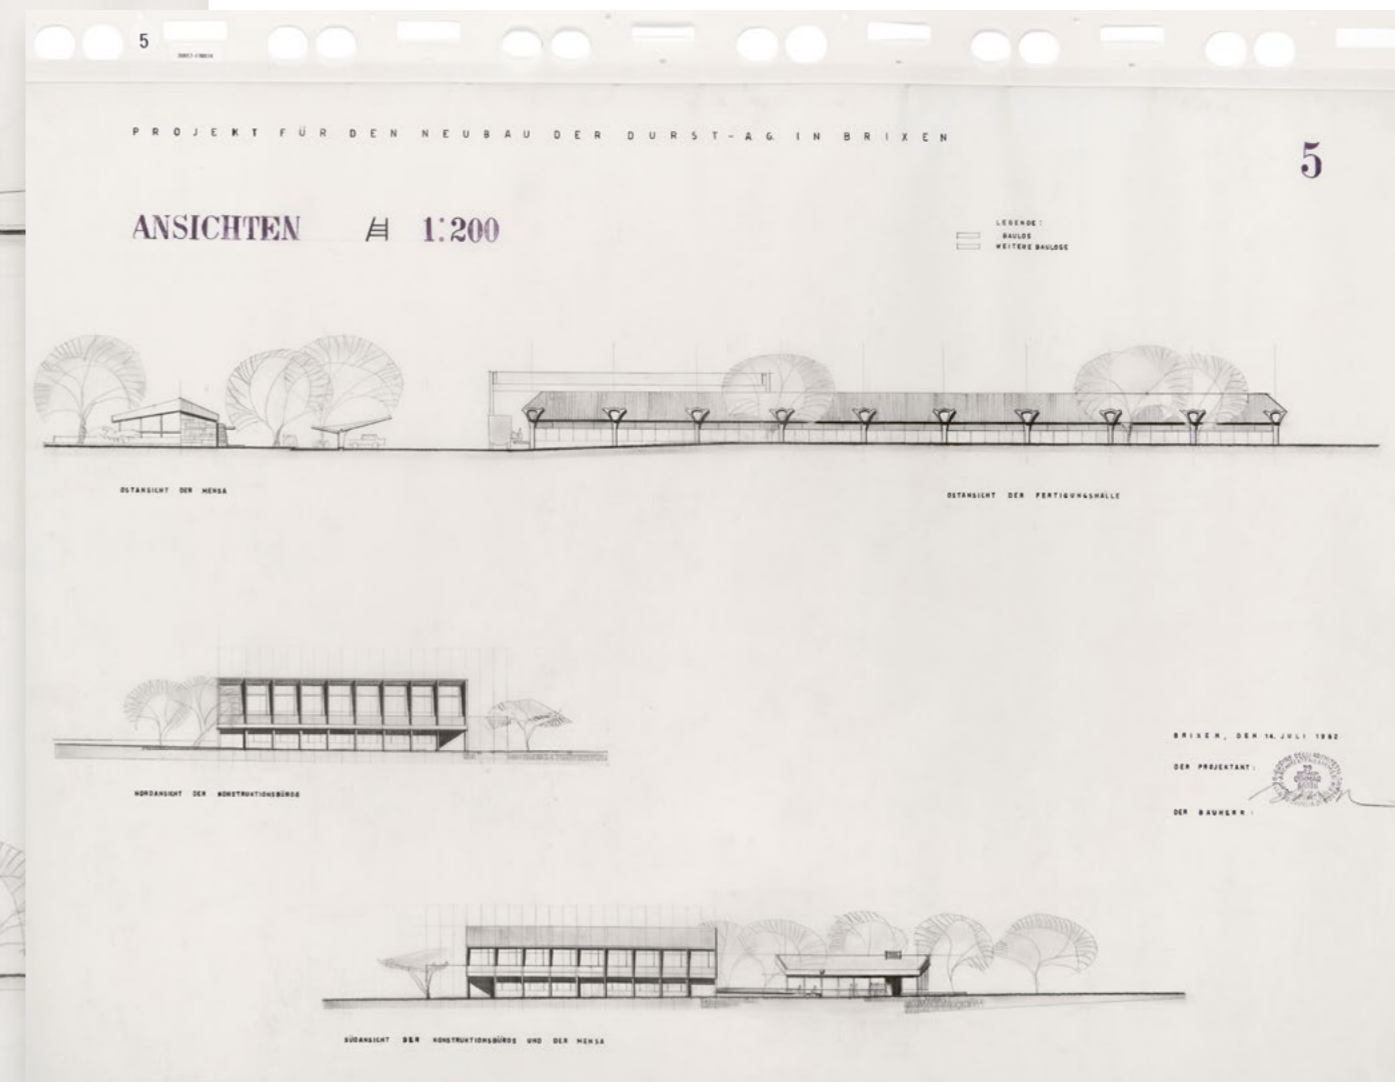 5
PROJEKT FÜR DEN NEUBAU DER DURST-AG. IN BRIXEN
5
ANSICHTEN 1:200
LEGENDE:
BAULOS
WEITERE BAULOSE
OSTANSICHT DER MENSA
OSTANSICHT DER FERTIGUNGSHALLE
NORDANSICHT DER KONSTRUKTIONSBÜROS
BRIXEN, DEN 14. JULI 1962
DER PROJEKTANT:
DER BAUHERR:
SÜDANSICHT DER KONSTRUKTIONSBÜROS UND DER MENSA